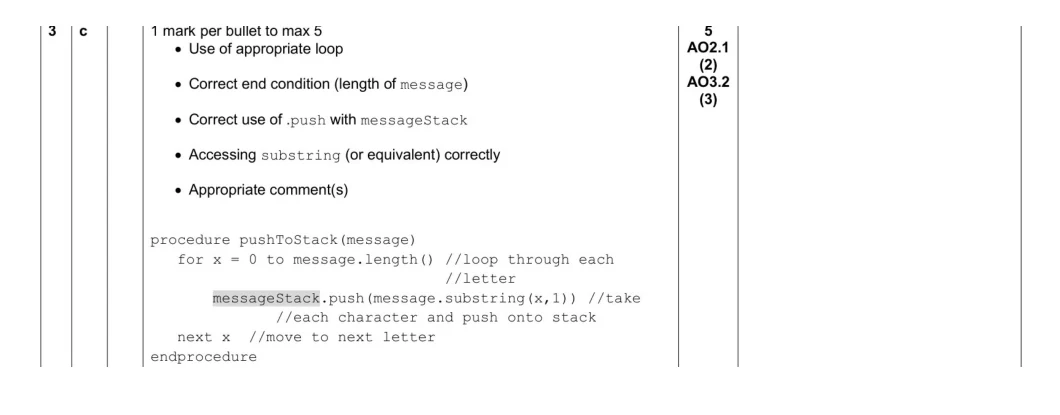 3 c 1 mark per bullet to max 5 5
• Use of appropriate loop AO2.1
(2)
• Correct end condition (length of message) AO3.2
(3)
• Correct use of .push with messageStack
• Accessing substring (or equivalent) correctly
• Appropriate comment(s)
procedure pushToStack(message)
for x = 0 to message.length() //loop through each
//letter
messageStack.push(message.substring(x,1)) //take
//each character and push onto stack
next x //move to next letter
endprocedure